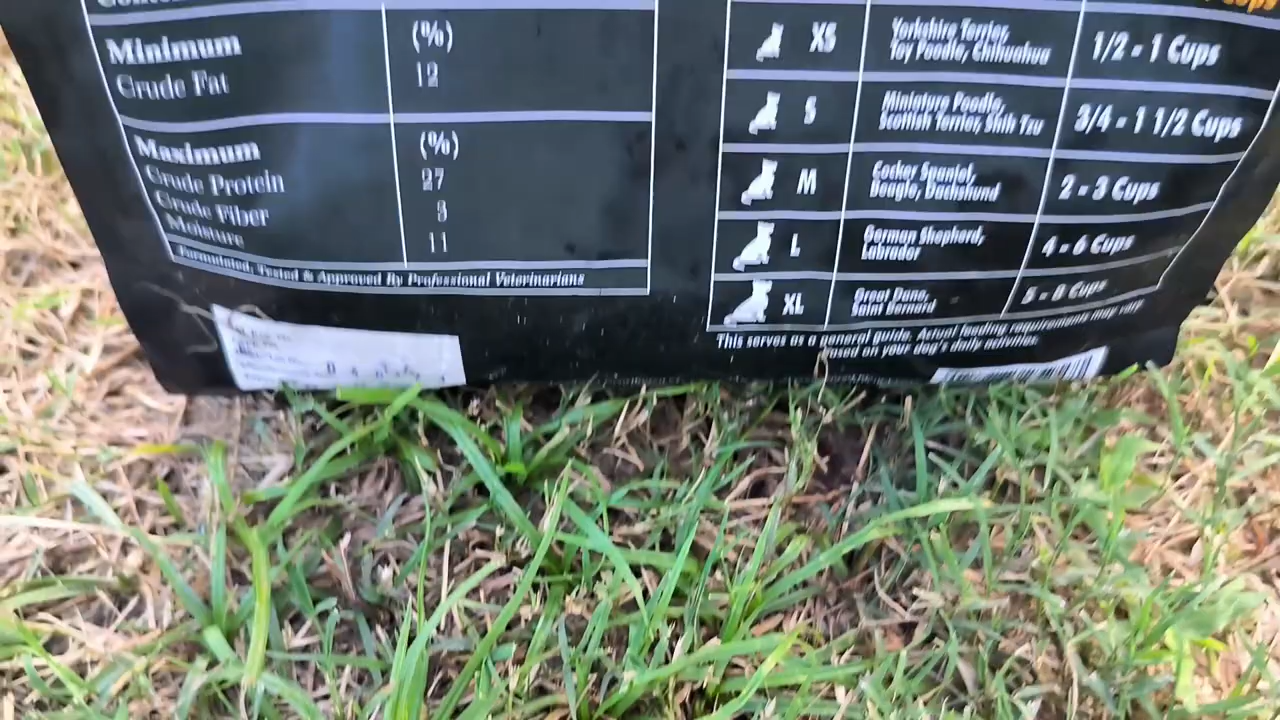 Minimum (%)
Crude Fat 12
Maximum (%)
Crude Protein 27
Crude Fiber 3
Moisture 11
Formulated, Tested & Approved By Professional Veterinarians
XS Yorkshire Terrier, Toy Poodle, Chihuahua 1/2 - 1 Cups
S Miniature Poodle, Scottish Terrier, Shih Tzu 3/4 - 1 1/2 Cups
M Cocker Spaniel, Beagle, Dachshund 2 - 3 Cups
L German Shepherd, Labrador 4 - 6 Cups
XL Great Dane, Saint Bernard 5 - 8 Cups
This serves as a general guide. Actual feeding requirements may vary
based on your dog's daily activities.